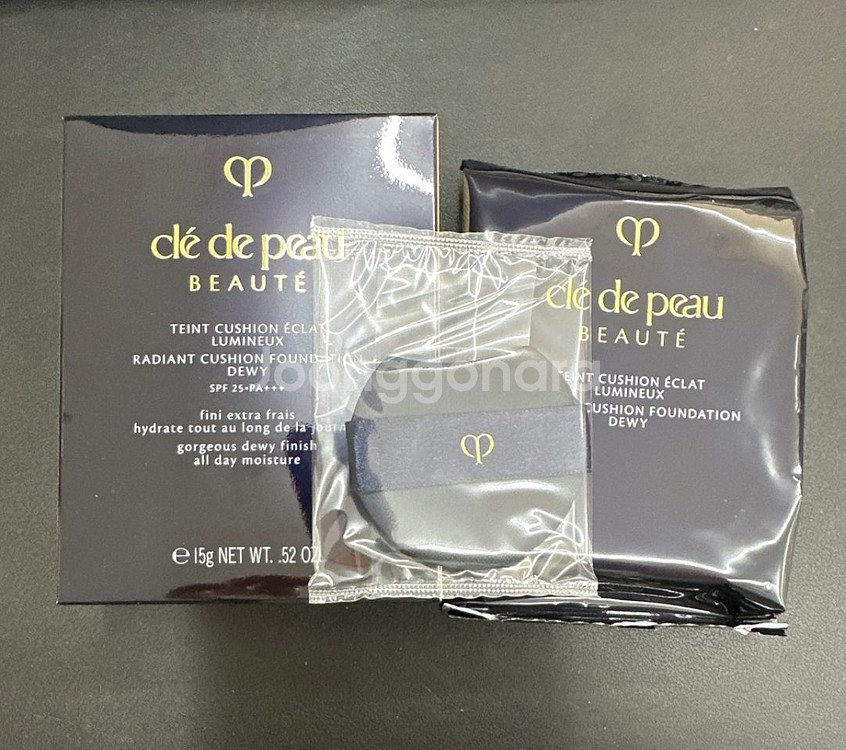 clé de peau
BEAUTÉ
TEINT CUSHION ÉCLAT
LUMINEUX
RADIANT CUSHION FOUNDATION
DEWY
SPF 25•PA+++
fini extra frais
hydrate tout au long de la jour
gorgeous dewy finish
all day moisture
℮ 15g NET WT. .52 OZ
clé de peau
BEAUTÉ
TEINT CUSHION ÉCLAT
LUMINEUX
CUSHION FOUNDATION
DEWY
joonggonara